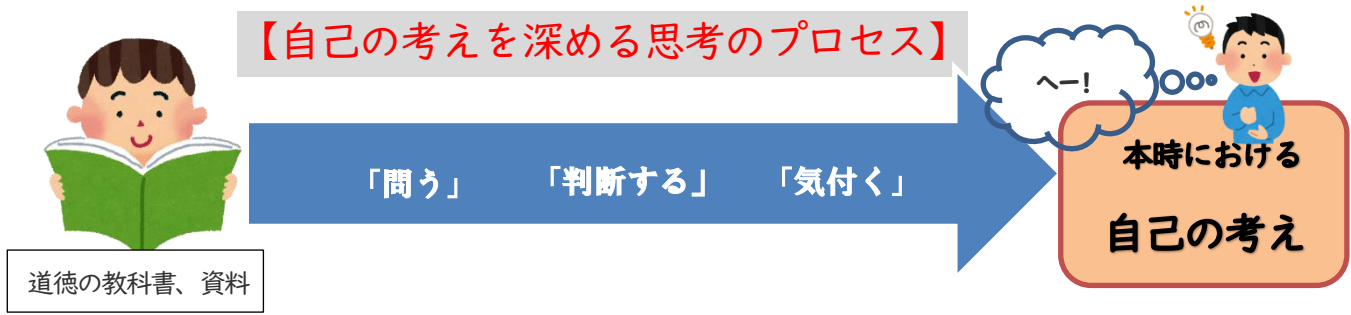 【自己の考えを深める思考のプロセス】
へー!
「問う」 「判断する」 「気付く」
本時における
自己の考え
道徳の教科書、資料